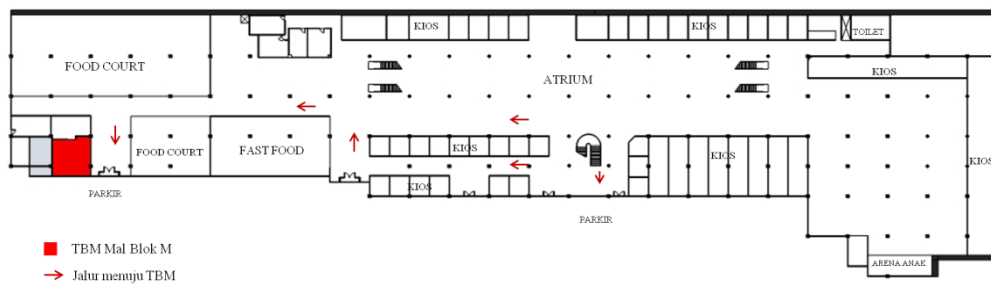 KIOS
KIOS
TOILET
FOOD COURT
ATRIUM
KIOS
FOOD COURT
FAST FOOD
KIOS
KIOS
KIOS
KIOS
PARKIR
PARKIR
ARENA ANAK
TBM Mal Blok M
Jalur menuju TBM